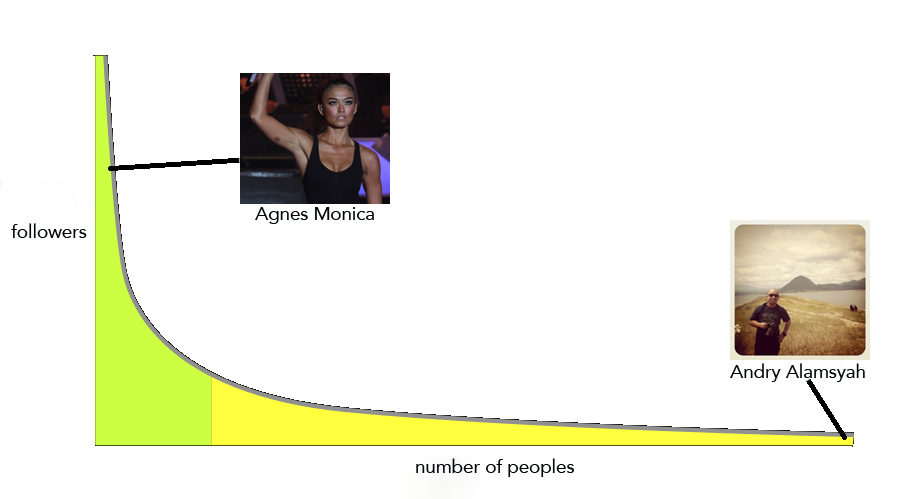 Agnes Monica
followers
Andry Alamsyah
number of peoples